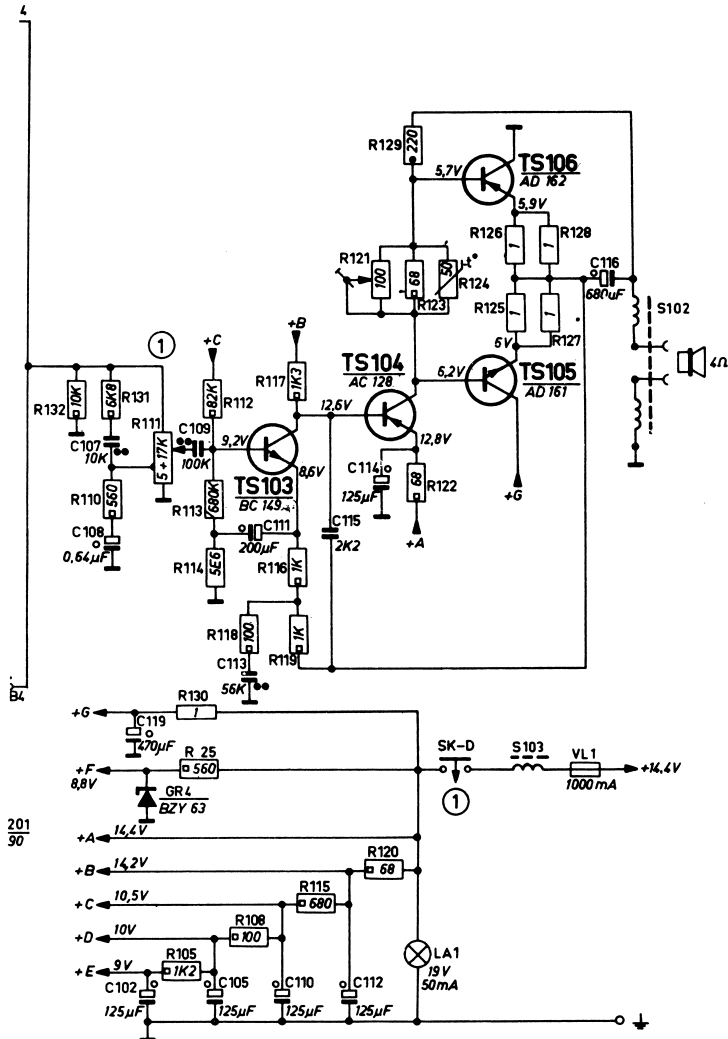 4
R129
220
5,7V
TS106
AD 162
5,9V
R126
1
1
R128
R121
100
68
R123
50
t°
R124
C116
680uF
S102
R125
1
1
R127
6V
4Ω
1
+C
+B
R117
1K3
TS104
AC 128
6,2V
TS105
AD 161
R132
10K
6K8
R131
R111
5+17K
82K
R112
C109
100K
9,2V
12,6V
12,8V
C107
10K
8,6V
TS103
BC 149
C114
125µF
68
R122
+G
R110
560
R113
680K
C111
200µF
C115
2K2
+A
C108
0,64µF
R114
5E6
R116
1K
R118
100
1K
R119
C113
56K
B4
+G
R130
1
C119
470µF
SK-D
S103
VL1
R 25
+F
560
1000mA
+14,4V
8,8V
GR4
BZY 63
1
201
90
+A
14,4V
+B
14,2V
R120
68
+C
10,5V
R115
680
+D
10V
R108
100
+E
9V
R105
1K2
LA1
19V
50mA
C102
125µF
C105
125µF
C110
125µF
C112
125µF